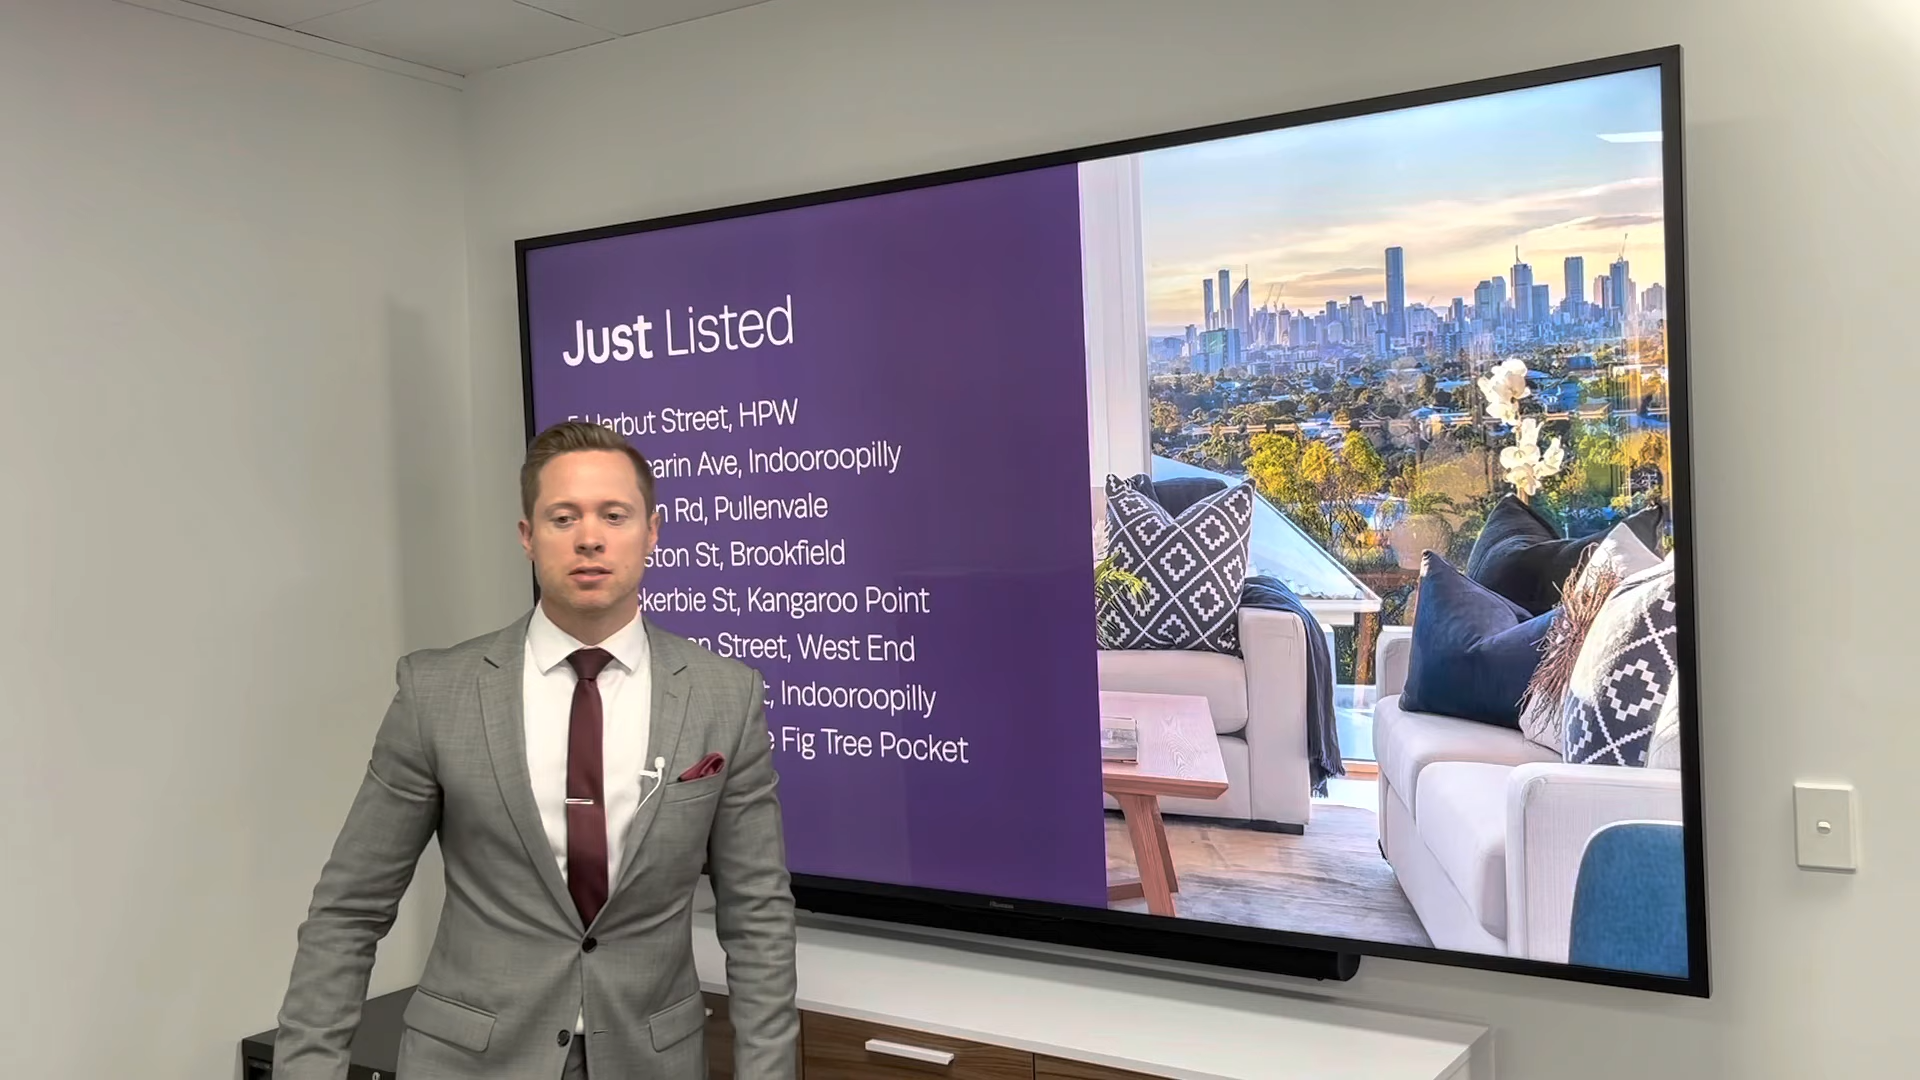 Just Listed
Street, HPW
Ave, Indooroopilly
Rd, Pullenvale
St, Brookfield
St, Kangaroo Point
Street, West End
Indooroopilly
Fig Tree Pocket